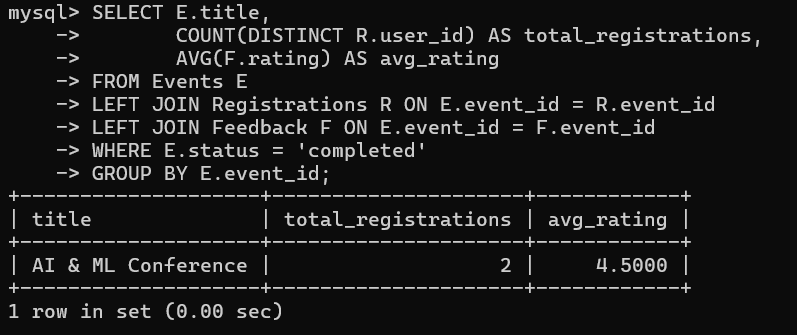 mysql> SELECT E.title,
    ->        COUNT(DISTINCT R.user_id) AS total_registrations,
    ->        AVG(F.rating) AS avg_rating
    -> FROM Events E
    -> LEFT JOIN Registrations R ON E.event_id = R.event_id
    -> LEFT JOIN Feedback F ON E.event_id = F.event_id
    -> WHERE E.status = 'completed'
    -> GROUP BY E.event_id;
+--------------------+---------------------+------------+
| title              | total_registrations | avg_rating |
+--------------------+---------------------+------------+
| AI & ML Conference |                   2 |     4.5000 |
+--------------------+---------------------+------------+
1 row in set (0.00 sec)